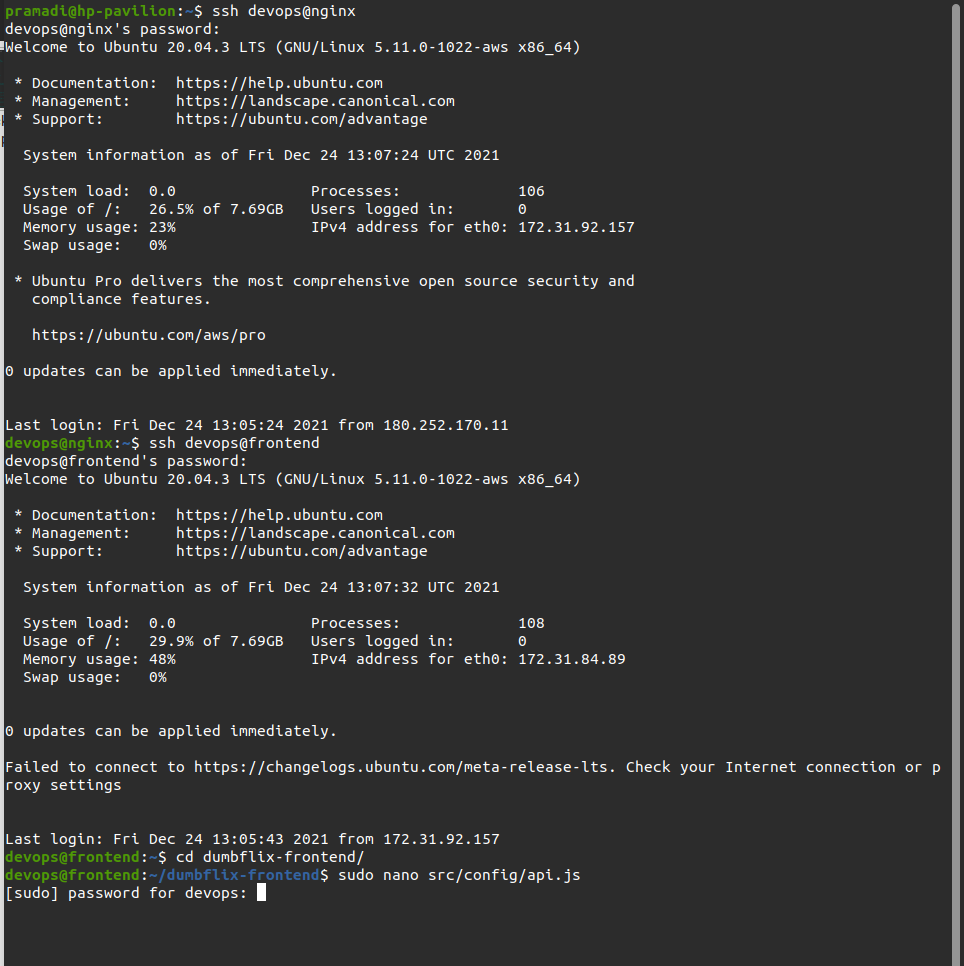 pramadi@hp-pavilion:~$ ssh devops@nginx
devops@nginx's password:
Welcome to Ubuntu 20.04.3 LTS (GNU/Linux 5.11.0-1022-aws x86_64)

 * Documentation:  https://help.ubuntu.com
 * Management:     https://landscape.canonical.com
 * Support:        https://ubuntu.com/advantage

  System information as of Fri Dec 24 13:07:24 UTC 2021

  System load:  0.0               Processes:             106
  Usage of /:   26.5% of 7.69GB   Users logged in:       0
  Memory usage: 23%               IPv4 address for eth0: 172.31.92.157
  Swap usage:   0%

 * Ubuntu Pro delivers the most comprehensive open source security and
   compliance features.

   https://ubuntu.com/aws/pro

0 updates can be applied immediately.


Last login: Fri Dec 24 13:05:24 2021 from 180.252.170.11
devops@nginx:~$ ssh devops@frontend
devops@frontend's password:
Welcome to Ubuntu 20.04.3 LTS (GNU/Linux 5.11.0-1022-aws x86_64)

 * Documentation:  https://help.ubuntu.com
 * Management:     https://landscape.canonical.com
 * Support:        https://ubuntu.com/advantage

  System information as of Fri Dec 24 13:07:32 UTC 2021

  System load:  0.0               Processes:             108
  Usage of /:   29.9% of 7.69GB   Users logged in:       0
  Memory usage: 48%               IPv4 address for eth0: 172.31.84.89
  Swap usage:   0%


0 updates can be applied immediately.

Failed to connect to https://changelogs.ubuntu.com/meta-release-lts. Check your Internet connection or p
roxy settings


Last login: Fri Dec 24 13:05:43 2021 from 172.31.92.157
devops@frontend:~$ cd dumbflix-frontend/
devops@frontend:~/dumbflix-frontend$ sudo nano src/config/api.js
[sudo] password for devops: